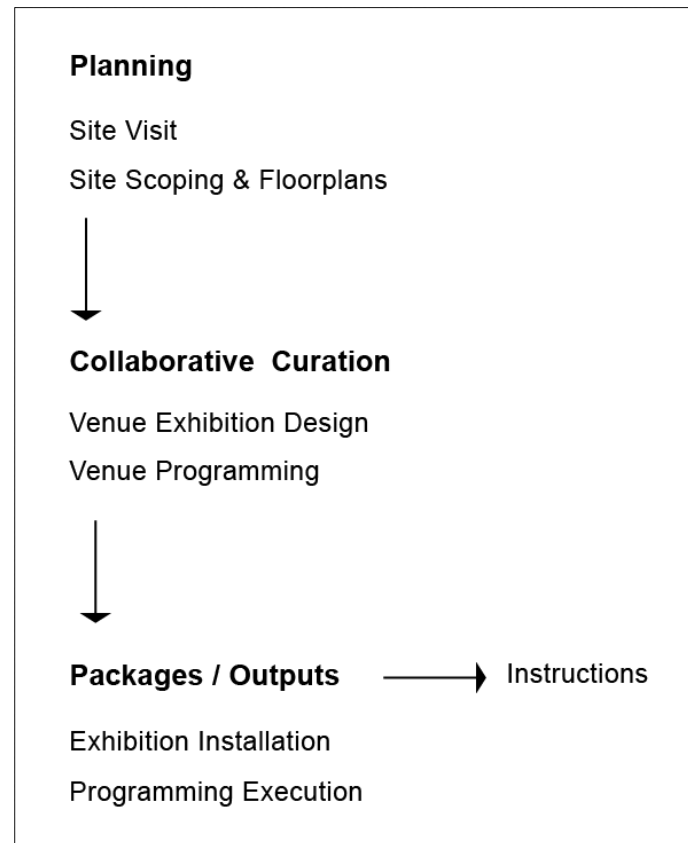 Planning
Site Visit
Site Scoping & Floorplans
Collaborative  Curation
Venue Exhibition Design
Venue Programming
Packages / Outputs
Instructions
Exhibition Installation
Programming Execution